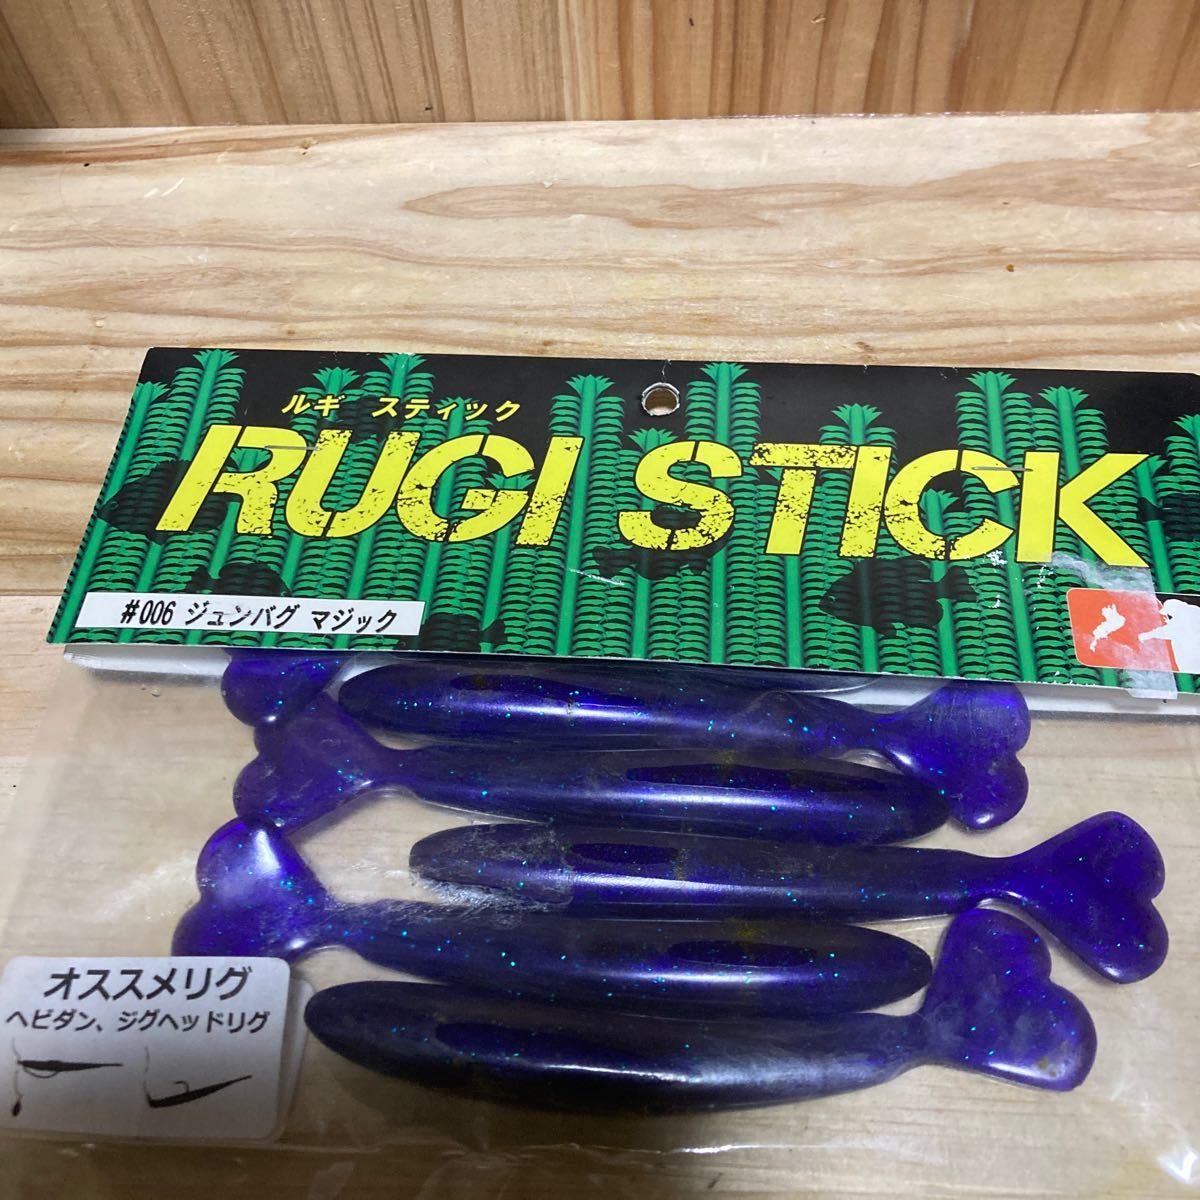 ルギ スティック
RUGI STICK
#006 ジュンバグ マジック
オススメリグ
ヘビダン、ジグヘッドリグ